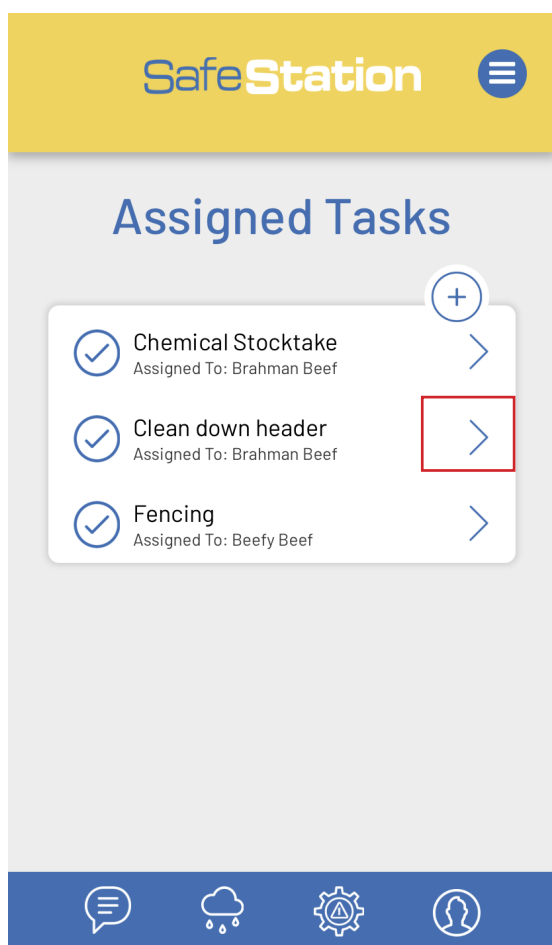 SafeStation
Assigned Tasks
Chemical Stocktake
Assigned To: Brahman Beef
Clean down header
Assigned To: Brahman Beef
Fencing
Assigned To: Beefy Beef